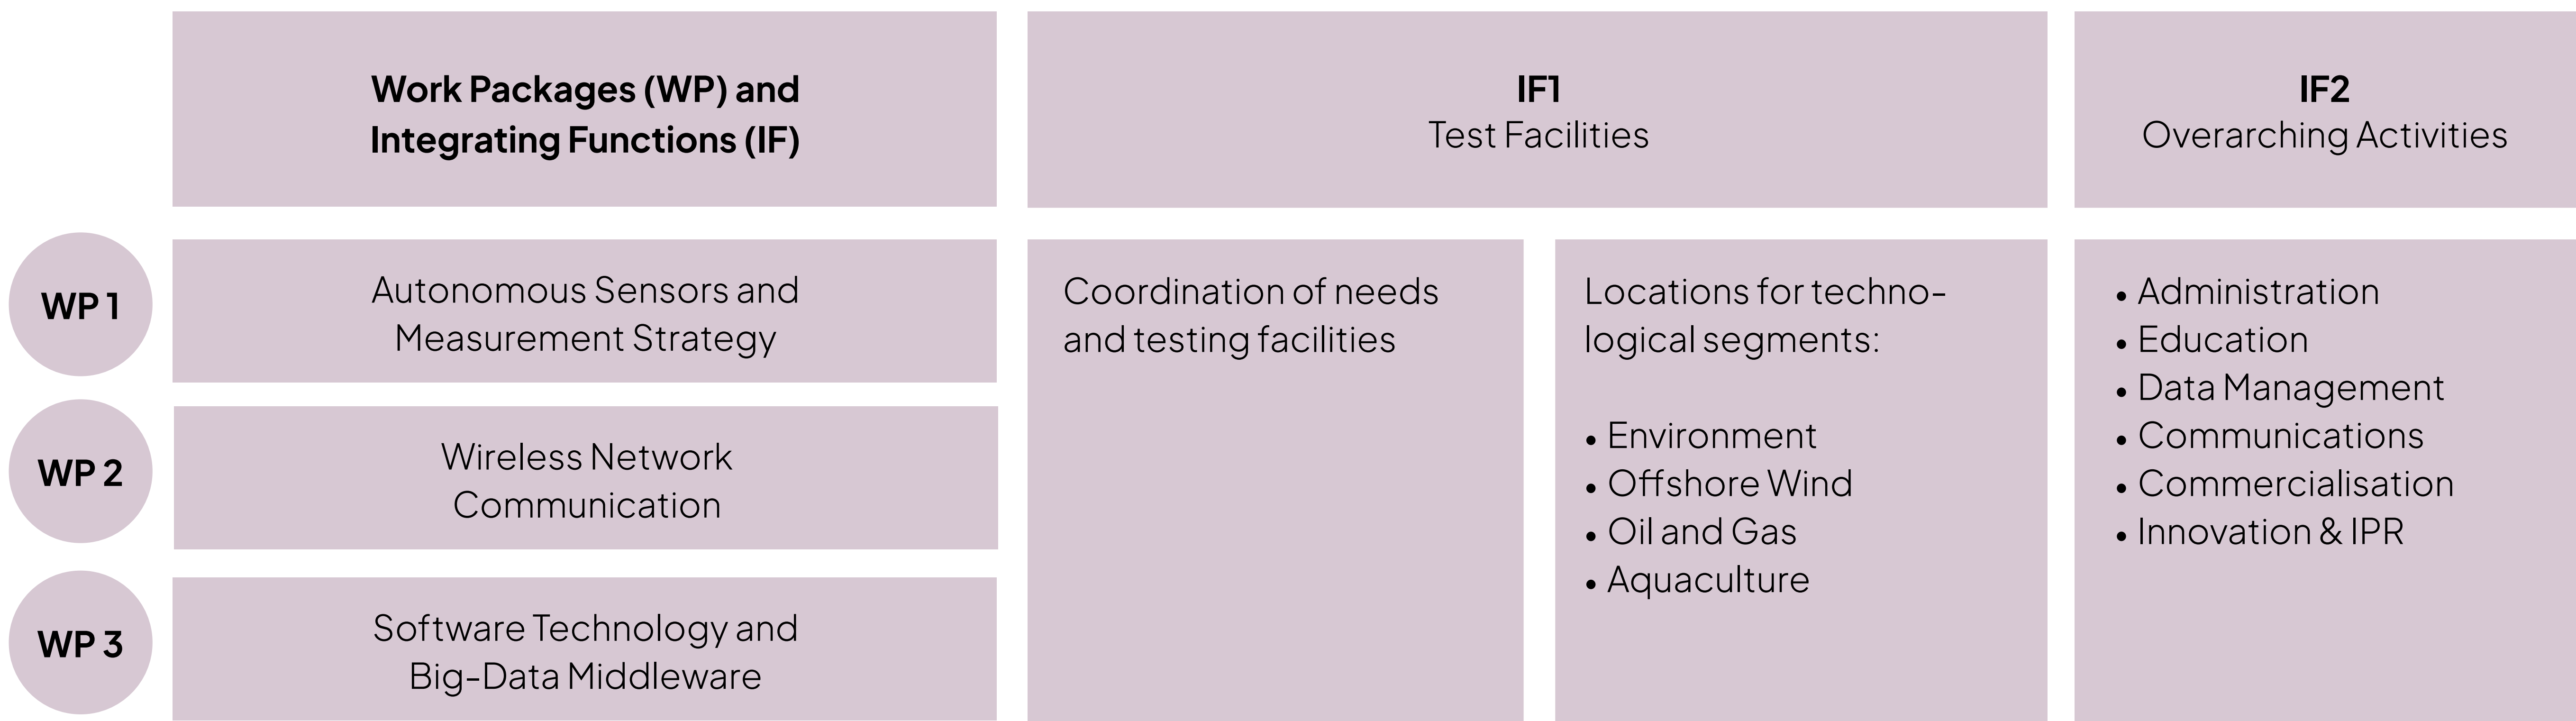 Work Packages (WP) and
Integrating Functions (IF)
IF1
Test Facilities
IF2
Overarching Activities
WP 1
Autonomous Sensors and
Measurement Strategy
WP 2
Wireless Network
Communication
WP 3
Software Technology and
Big-Data Middleware
Coordination of needs
and testing facilities
Locations for techno-
logical segments:
• Environment
• Offshore Wind
• Oil and Gas
• Aquaculture
• Administration
• Education
• Data Management
• Communications
• Commercialisation
• Innovation & IPR